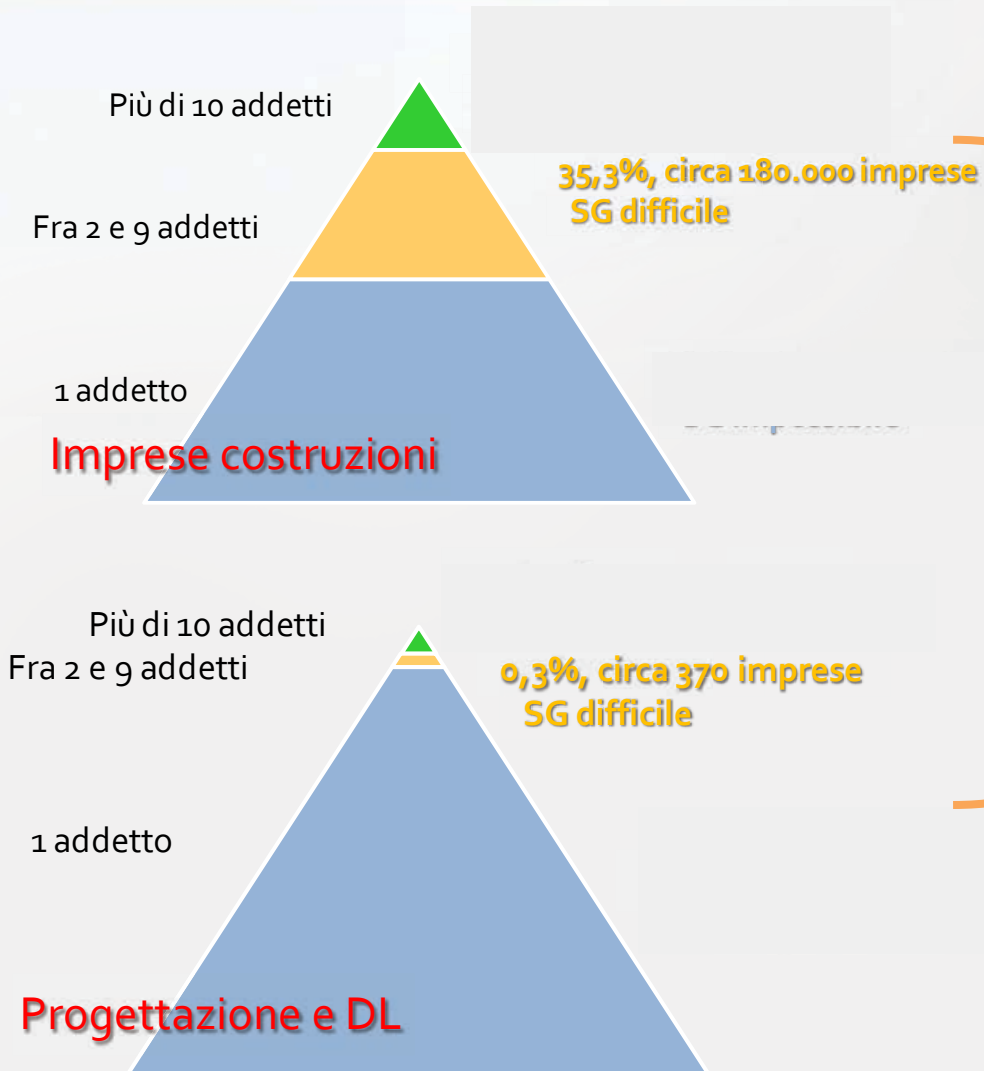 Più di 10 addetti
35,3%, circa 180.000 imprese
SG difficile
Fra 2 e 9 addetti
1 addetto
Imprese costruzioni
Più di 10 addetti
Fra 2 e 9 addetti
0,3%, circa 370 imprese
SG difficile
1 addetto
Progettazione e DL